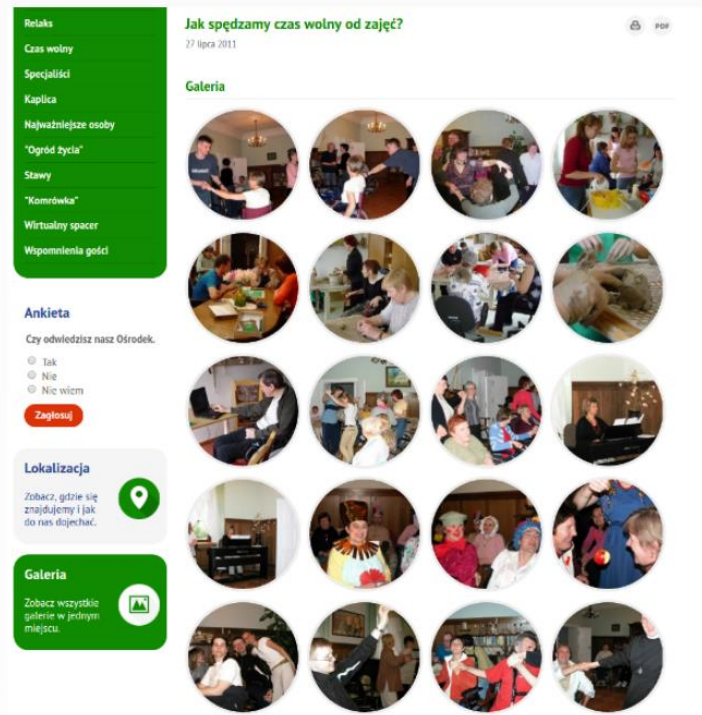 Relaks
Czas wolny
Specjaliści
Kaplica
Najważniejsze osoby
"Ogród życia"
Stawy
"Komrówka"
Wirtualny spacer
Wspomnienia gości
Ankieta
Czy odwiedzisz nasz Ośrodek.
Tak
Nie
Nie wiem
Zagłosuj
Lokalizacja
Zobacz, gdzie się
znajdujemy i jak
do nas dojechać.
Galeria
Zobacz wszystkie
galerie w jednym
miejscu.
Jak spędzamy czas wolny od zajęć?
PDF
27 lipca 2011
Galeria